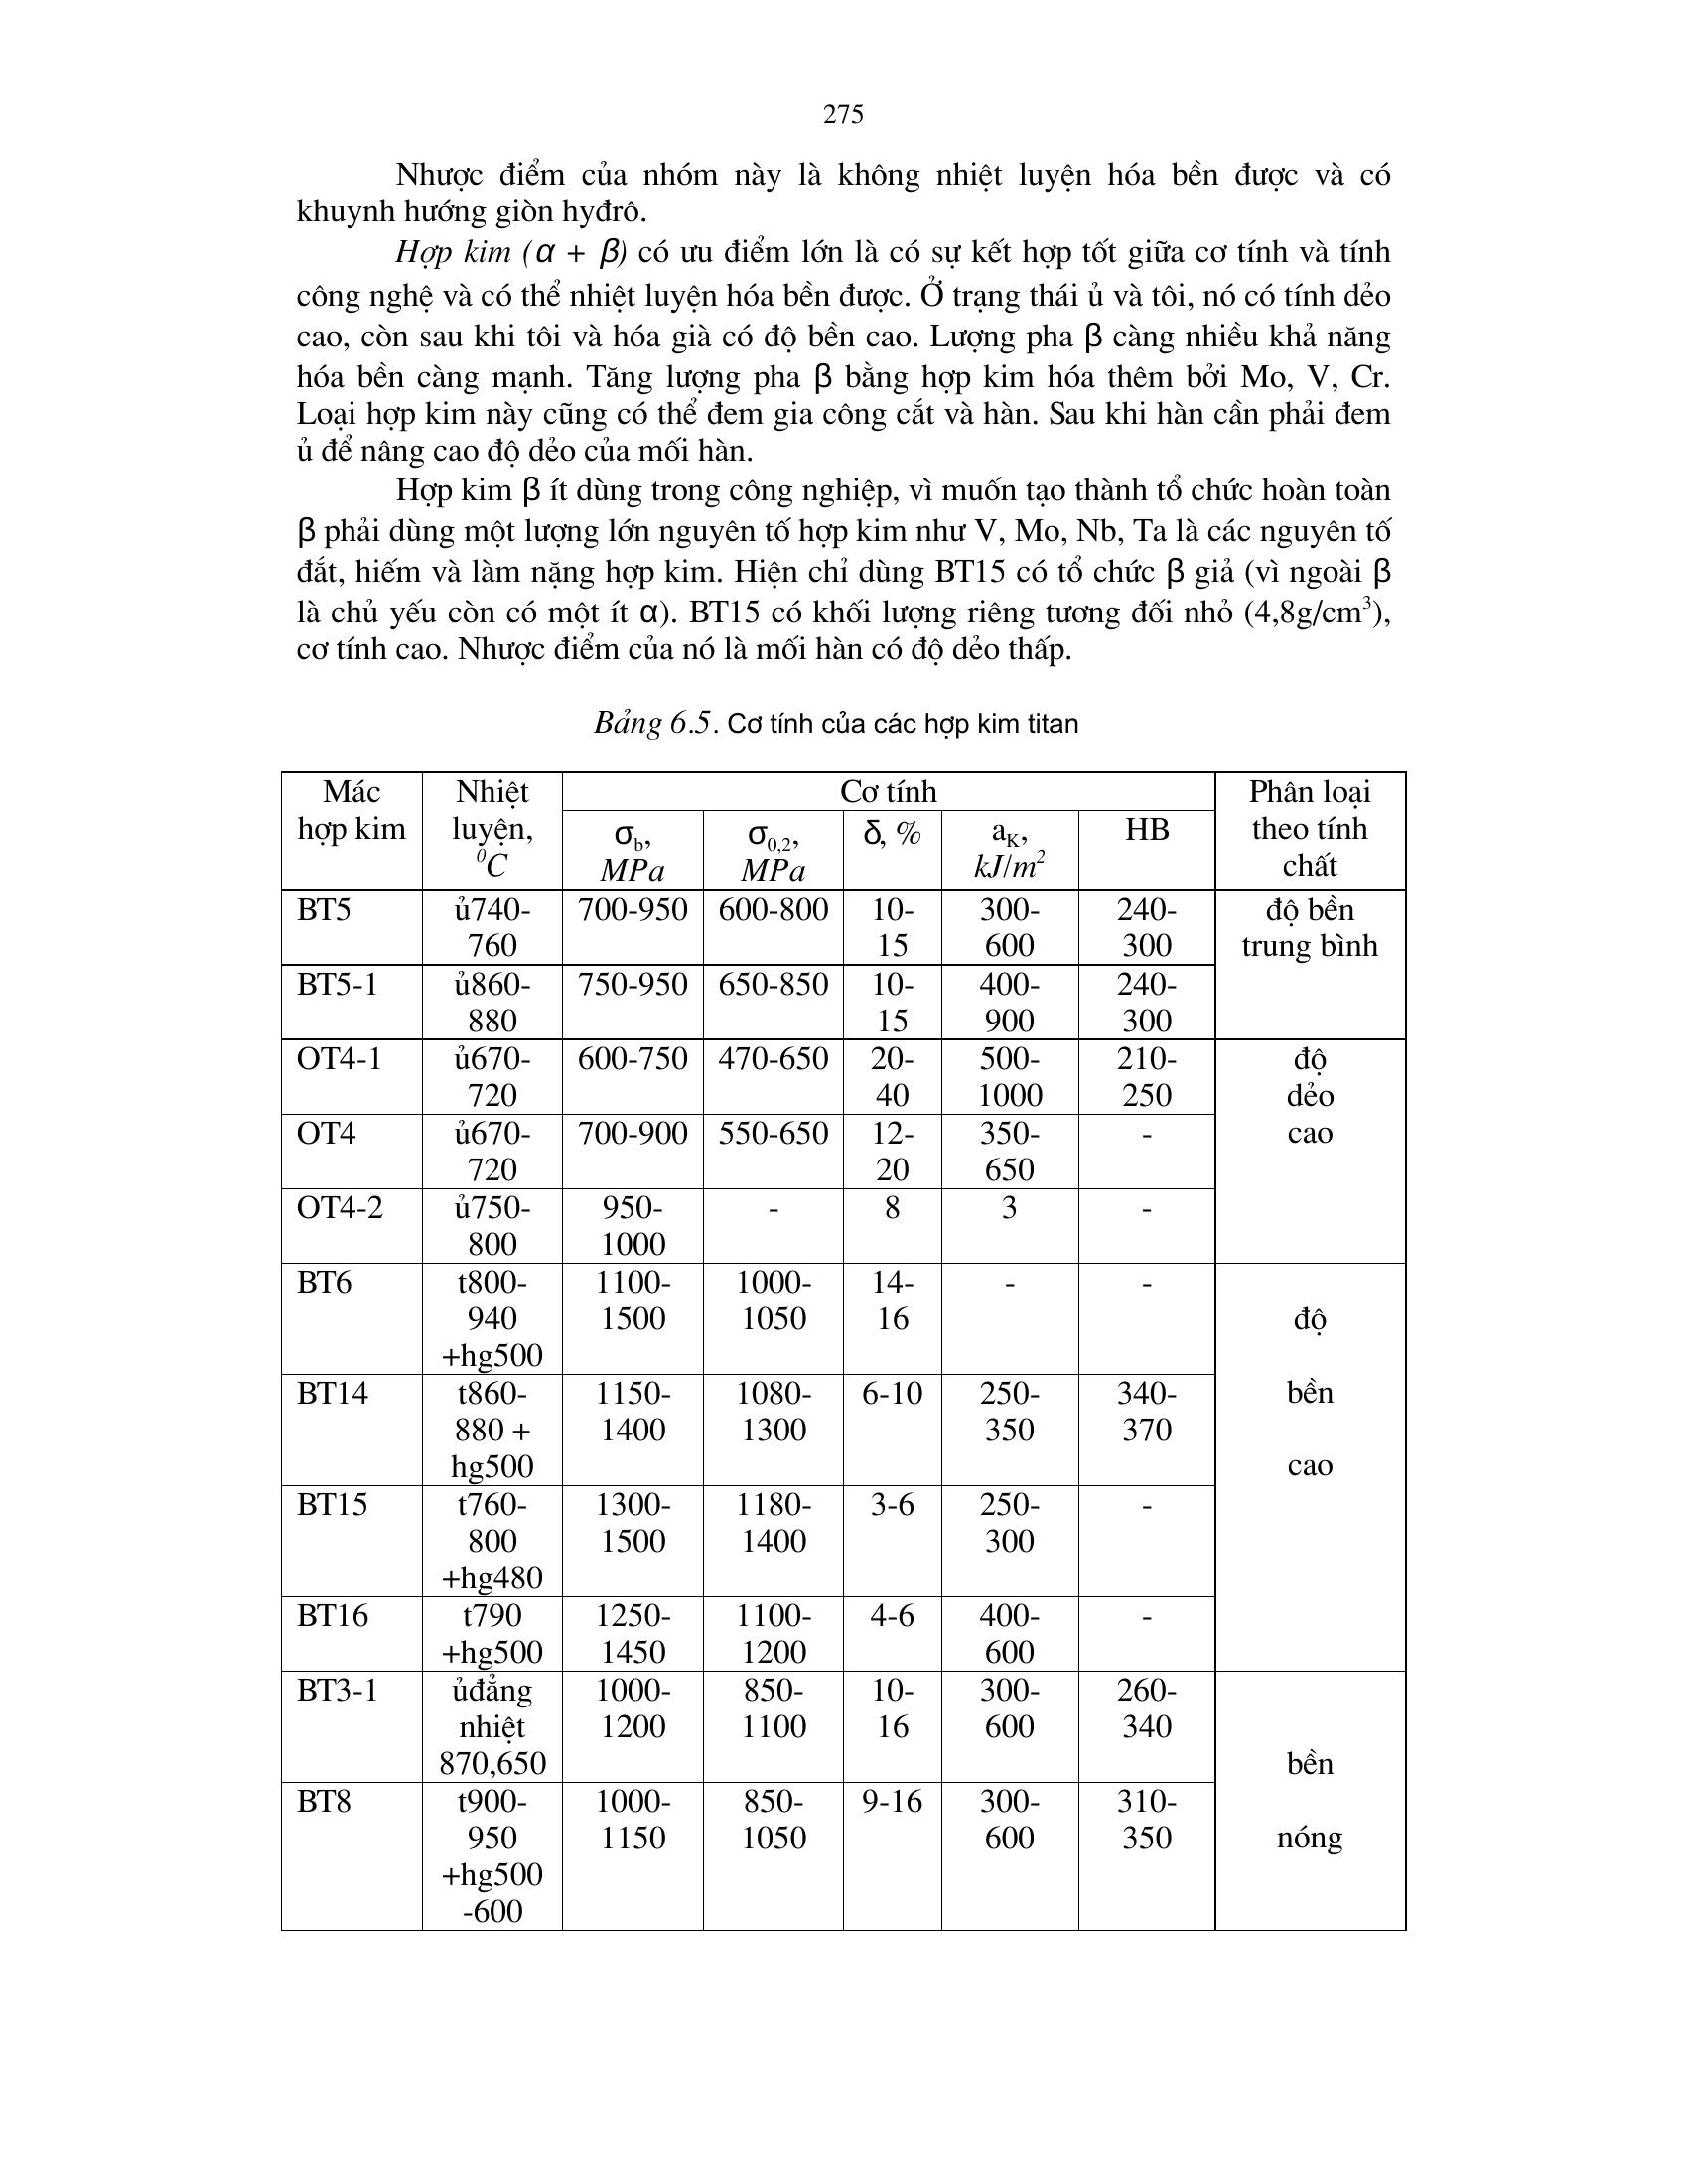 275
Nhược điểm của nhóm này là không nhiệt luyện hóa bền được và có
khuynh hướng giòn hyđrô.
Hợp kim (α + β) có ưu điểm lớn là có sự kết hợp tốt giữa cơ tính và tính
công nghệ và có thể nhiệt luyện hóa bền được. Ở trạng thái ủ và tôi, nó có tính dẻo
cao, còn sau khi tôi và hóa già có độ bền cao. Lượng pha β càng nhiều khả năng
hóa bền càng mạnh. Tăng lượng pha β bằng hợp kim hóa thêm bởi Mo, V, Cr.
Loại hợp kim này cũng có thể đem gia công cắt và hàn. Sau khi hàn cần phải đem
ủ để nâng cao độ dẻo của mối hàn.
Hợp kim β ít dùng trong công nghiệp, vì muốn tạo thành tổ chức hoàn toàn
β phải dùng một lượng lớn nguyên tố hợp kim như V, Mo, Nb, Ta là các nguyên tố
đắt, hiếm và làm nặng hợp kim. Hiện chỉ dùng BT15 có tổ chức β giả (vì ngoài β
là chủ yếu còn có một ít α). BT15 có khối lượng riêng tương đối nhỏ (4,8g/cm³),
cơ tính cao. Nhược điểm của nó là mối hàn có độ dẻo thấp.
Bảng 6.5. Cơ tính của các hợp kim titan
Mác Nhiệt Cơ tính Phân loại
hợp kim luyện, σb, σ0,2, δ, % aK, HB theo tính
⁰C MPa MPa kJ/m² chất
BT5 ủ740- 700-950 600-800 10- 300- 240- độ bền
760 15 600 300 trung bình
BT5-1 ủ860- 750-950 650-850 10- 400- 240-
880 15 900 300
OT4-1 ủ670- 600-750 470-650 20- 500- 210- độ
720 40 1000 250 dẻo
OT4 ủ670- 700-900 550-650 12- 350- - cao
720 20 650
OT4-2 ủ750- 950- - 8 3 -
800 1000
BT6 t800- 1100- 1000- 14- - -
940 1500 1050 16 độ
+hg500
BT14 t860- 1150- 1080- 6-10 250- 340- bền
880 + 1400 1300 350 370
hg500 cao
BT15 t760- 1300- 1180- 3-6 250- -
800 1500 1400 300
+hg480
BT16 t790 1250- 1100- 4-6 400- -
+hg500 1450 1200 600
BT3-1 ủđẳng 1000- 850- 10- 300- 260-
nhiệt 1200 1100 16 600 340
870,650 bền
BT8 t900- 1000- 850- 9-16 300- 310-
950 1150 1050 600 350 nóng
+hg500
-600